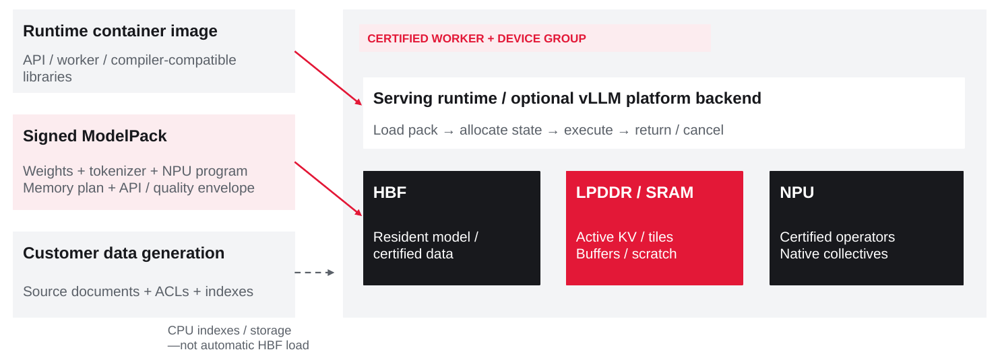 Runtime container image
API / worker / compiler-compatible
libraries
Signed ModelPack
Weights + tokenizer + NPU program
Memory plan + API / quality envelope
Customer data generation
Source documents + ACLs + indexes
CPU indexes / storage
—not automatic HBF load
CERTIFIED WORKER + DEVICE GROUP
Serving runtime / optional vLLM platform backend
Load pack → allocate state → execute → return / cancel
HBF
Resident model /
certified data
LPDDR / SRAM
Active KV / tiles
Buffers / scratch
NPU
Certified operators
Native collectives